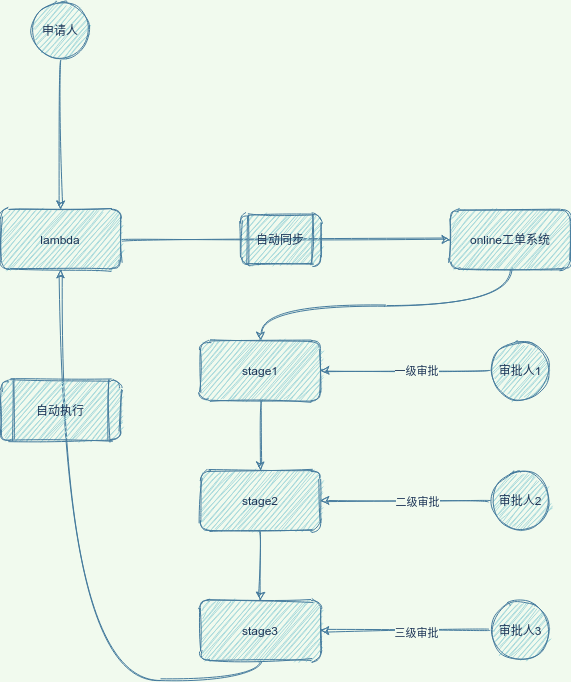 申请人
lambda
自动同步
online工单系统
stage1
一级审批
审批人1
自动执行
stage2
二级审批
审批人2
stage3
三级审批
审批人3